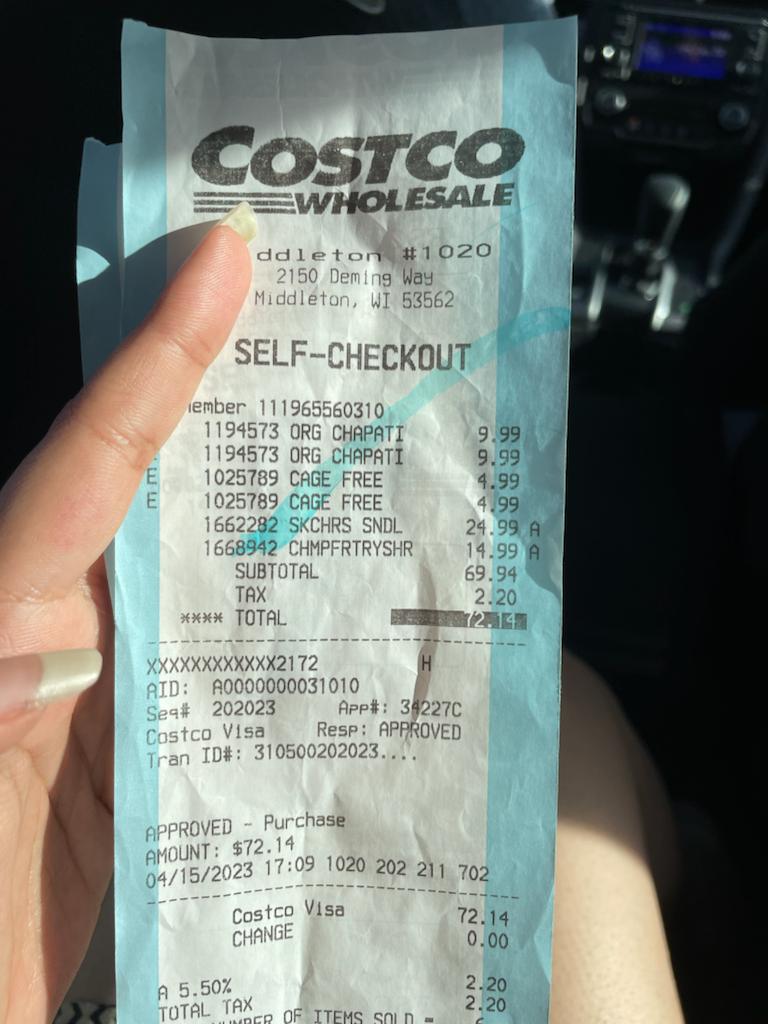 COSTCO
WHOLESALE
ddleton #1020
2150 Deming Way
Middleton, WI 53562
SELF-CHECKOUT
ember 111965560310
1194573 ORG CHAPATI 9.99
1194573 ORG CHAPATI 9.99
E 1025789 CAGE FREE 4.99
E 1025789 CAGE FREE 4.99
1662282 SKCHRS SNDL 24.99 A
1668942 CHMPFRTRYSHR 14.99 A
SUBTOTAL 69.94
TAX 2.20
**** TOTAL 72.14
XXXXXXXXXXXX2172 H
AID: A0000000031010
Seq# 202023 App#: 34227C
Costco Visa Resp: APPROVED
Tran ID#: 310500202023....
APPROVED - Purchase
AMOUNT: $72.14
04/15/2023 17:09 1020 202 211 702
Costco Visa 72.14
CHANGE 0.00
A 5.50% 2.20
TOTAL TAX 2.20
NUMBER OF ITEMS SOLD =